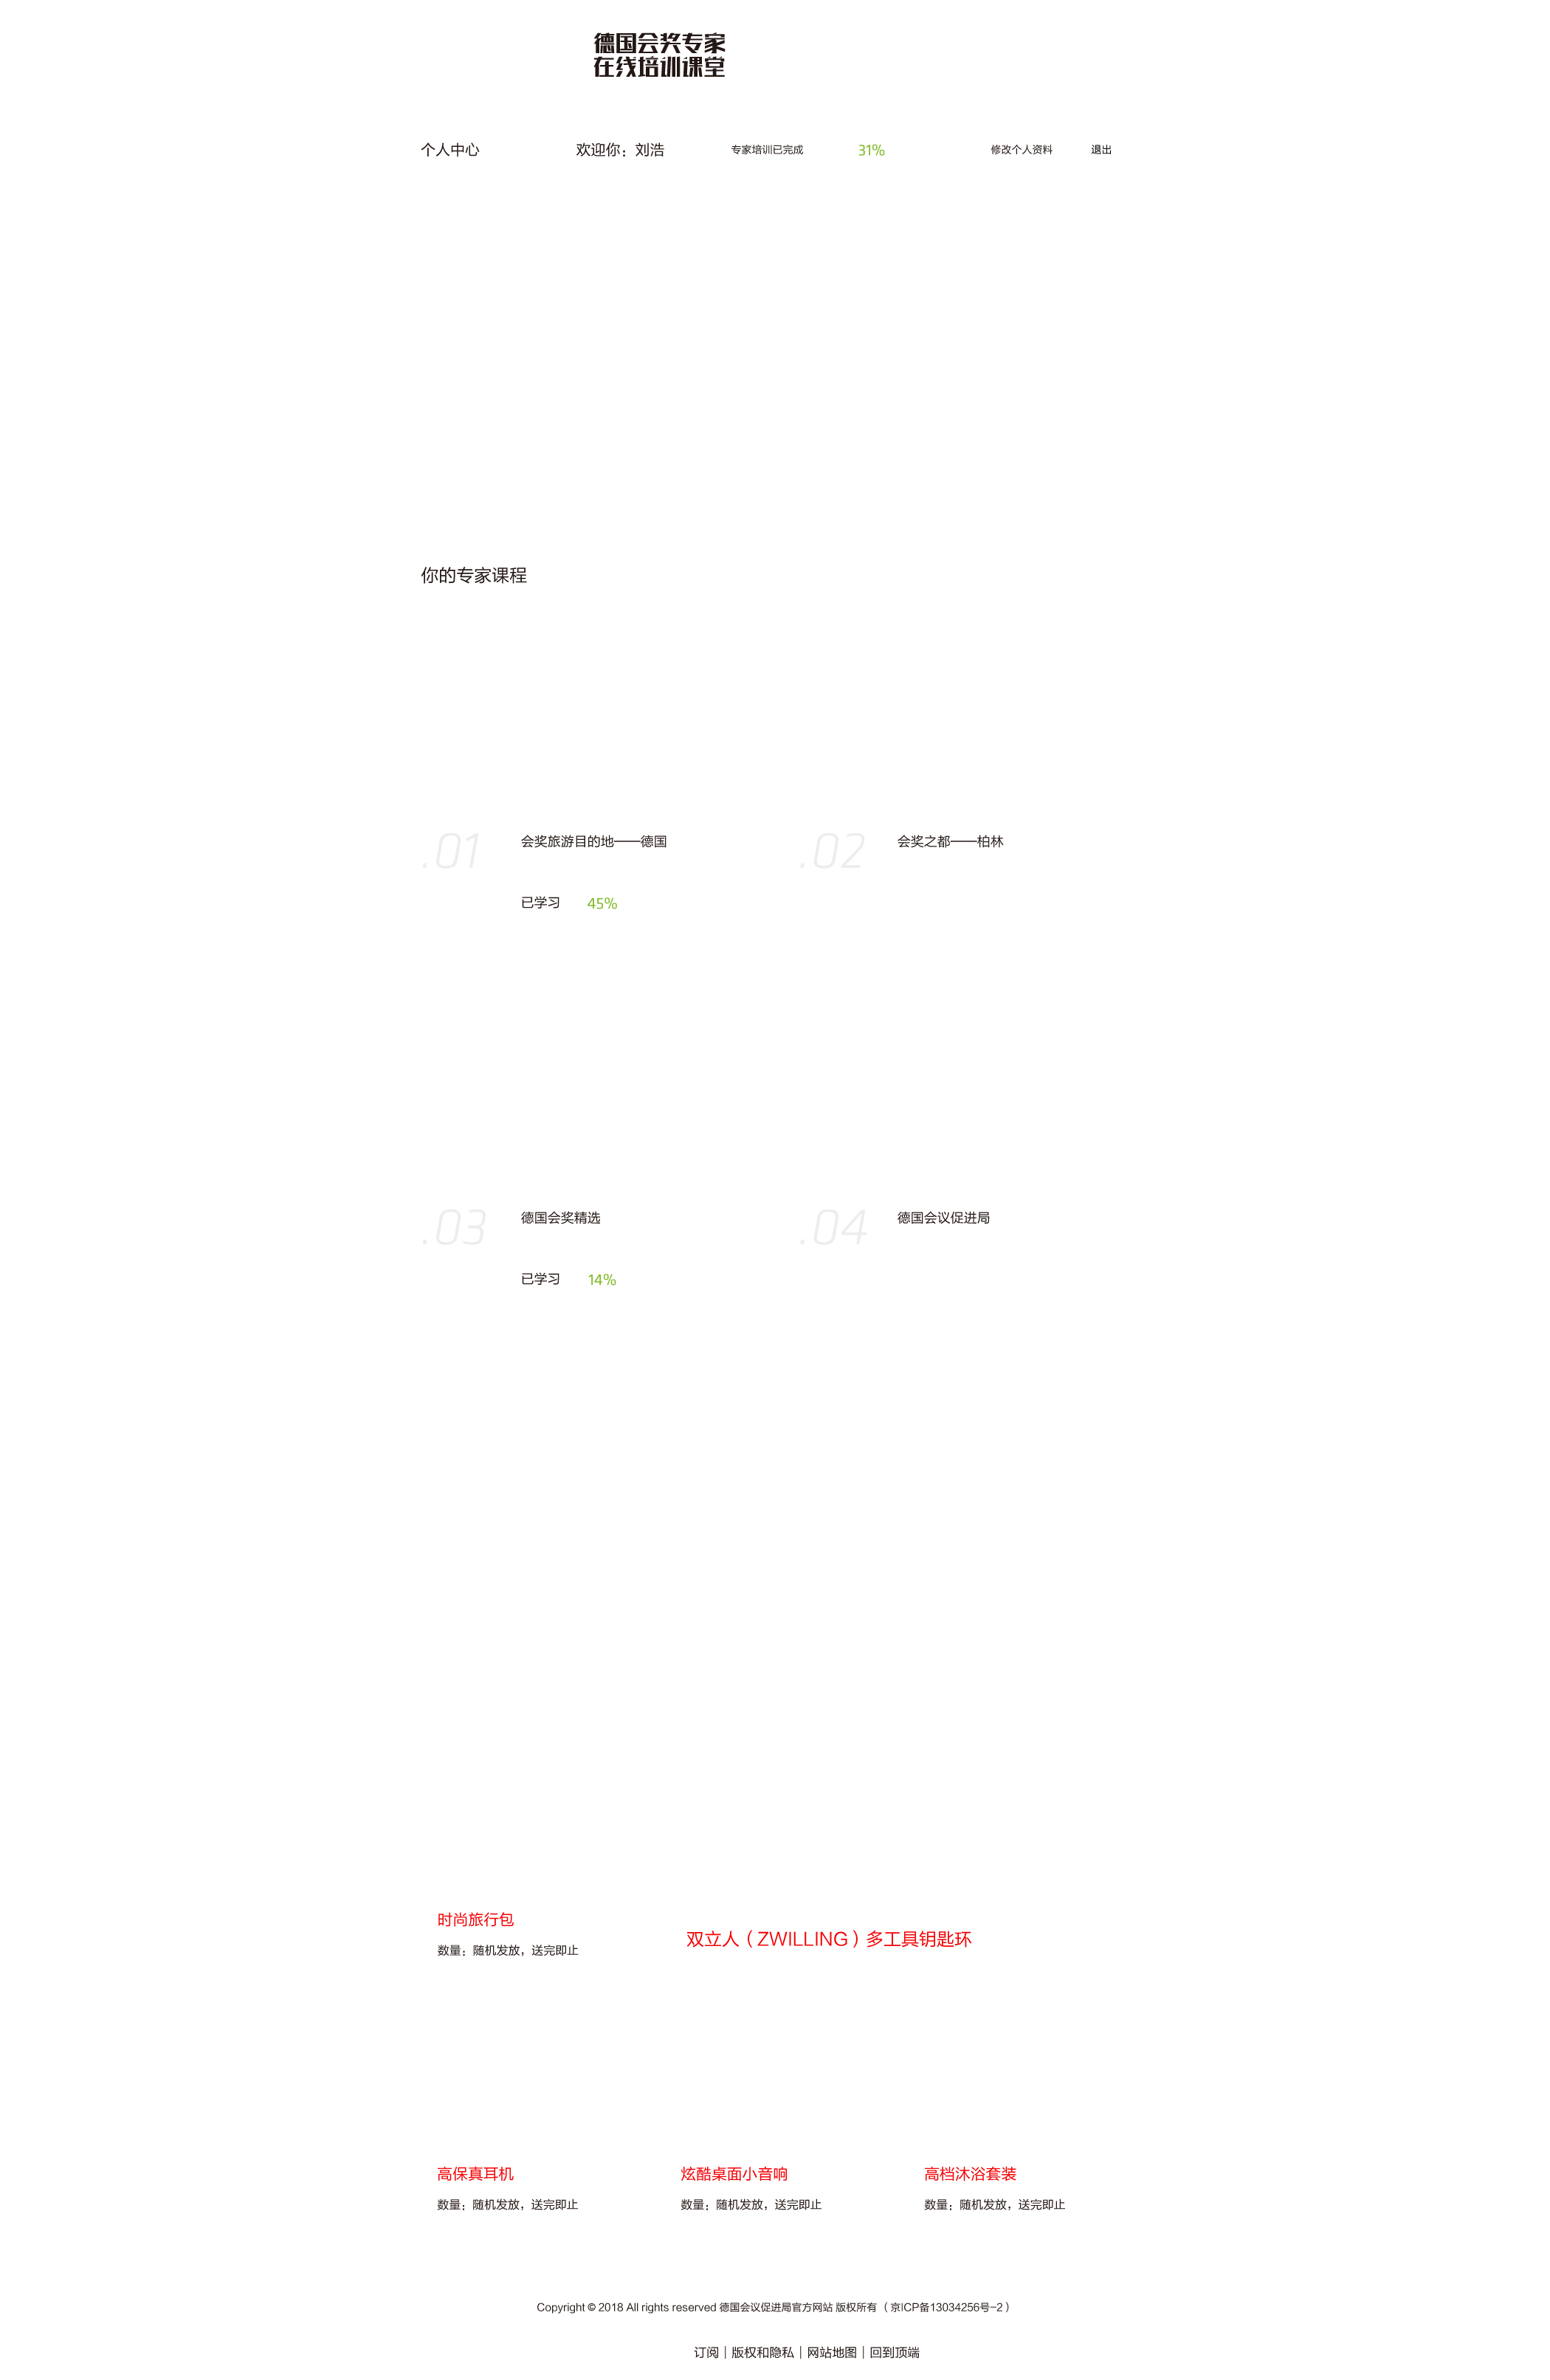 德国会奖专家
在线培训课堂
个人中心 欢迎你：刘浩 专家培训已完成 31% 修改个人资料 退出
你的专家课程
.01 会奖旅游目的地——德国
已学习 45%
.02 会奖之都——柏林
.03 德国会奖精选
已学习 14%
.04 德国会议促进局
时尚旅行包
数量：随机发放，送完即止
双立人（ZWILLING）多工具钥匙环
高保真耳机
数量：随机发放，送完即止
炫酷桌面小音响
数量：随机发放，送完即止
高档沐浴套装
数量：随机发放，送完即止
Copyright © 2018 All rights reserved 德国会议促进局官方网站 版权所有 （京ICP备13034256号-2）
订阅｜版权和隐私｜网站地图｜回到顶端